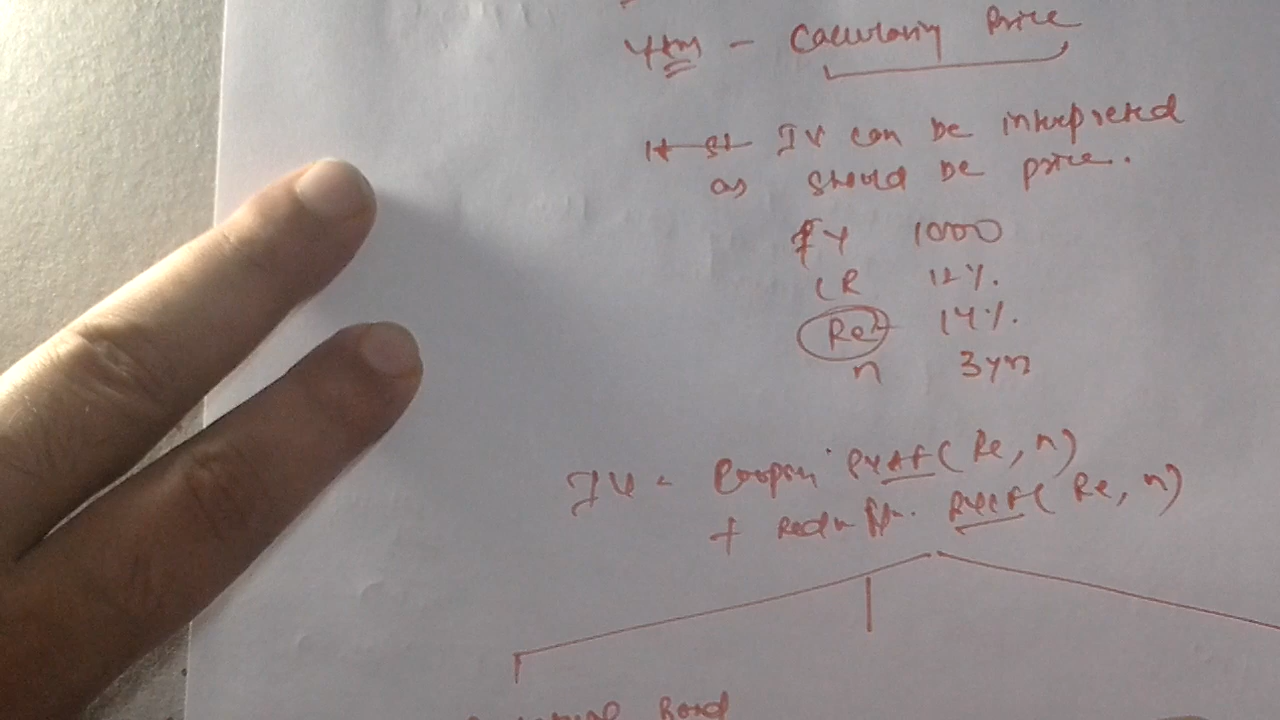 YTM - Calculating Price
IV can be interpreted
as should be price.
FV 1000
CR 12%.
Re 14%.
n 3yrs
IV = Coupon PVAF (Re, n)
+ Redn PVCF (Re, n)
Bond